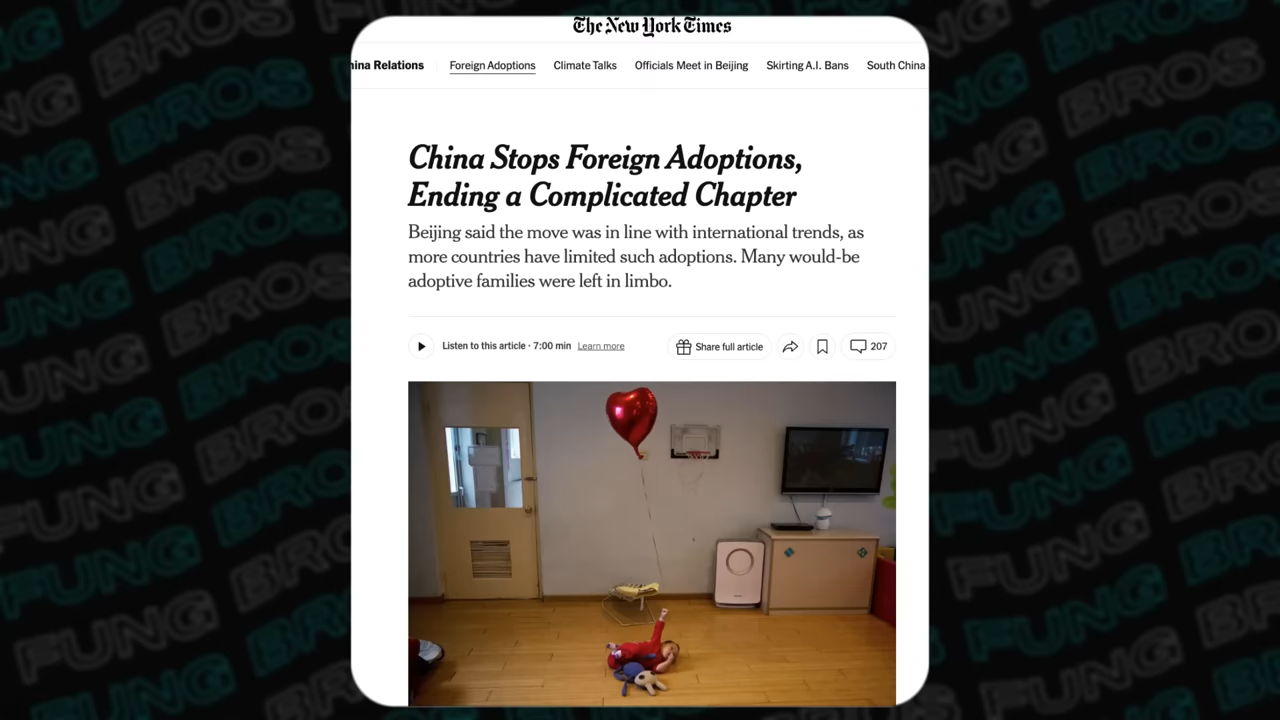 The New York Times
hina Relations
Foreign Adoptions
Climate Talks
Officials Meet in Beijing
Skirting A.I. Bans
South China
China Stops Foreign Adoptions,
Ending a Complicated Chapter
Beijing said the move was in line with international trends, as
more countries have limited such adoptions. Many would-be
adoptive families were left in limbo.
Listen to this article · 7:00 min Learn more
Share full article
207
FUNG BROS